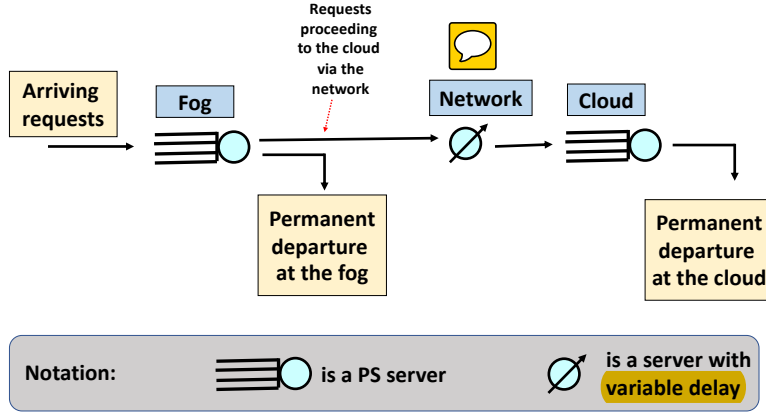 Requests
proceeding
to the cloud
via the
network
Arriving
requests
Fog
Network
Cloud
Permanent
departure
at the fog
Permanent
departure
at the cloud
Notation:
is a PS server
is a server with
variable delay